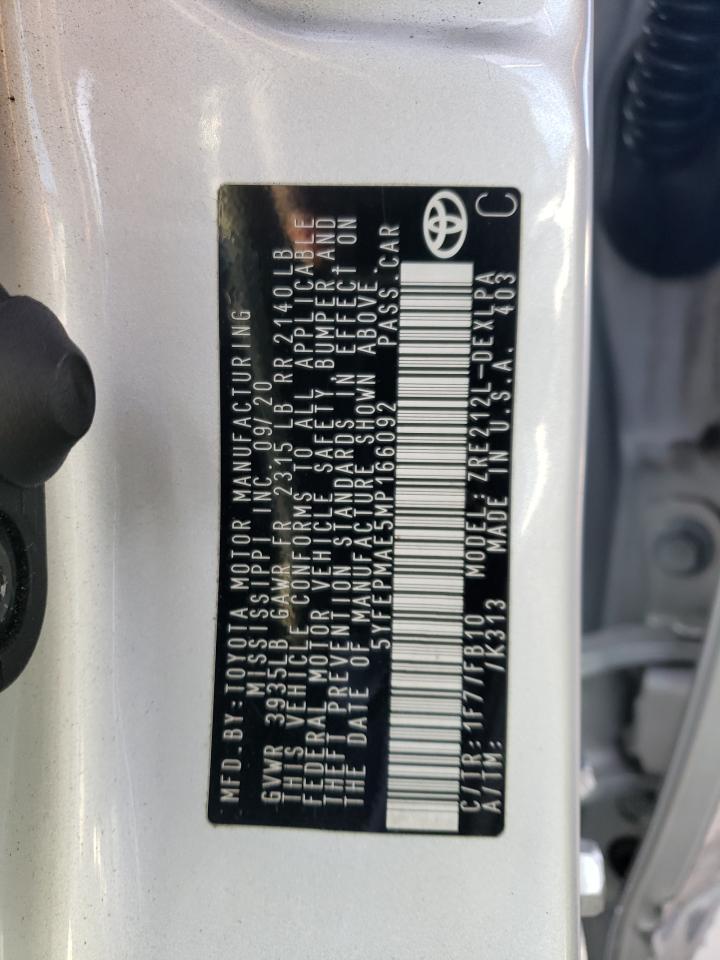 MFD.BY:TOYOTA MOTOR MANUFACTURING
MISSISSIPPI INC. 09/20
GVWR 3935LB GAWR FR 2315 LB RR 2140LB
THIS VEHICLE CONFORMS TO ALL APPLICABLE
FEDERAL MOTOR VEHICLE SAFETY, BUMPER AND
THEFT PREVENTION STANDARDS IN EFFECT ON
THE DATE OF MANUFACTURE SHOWN ABOVE.
5YFEPMAE5MP166092 PASS.CAR
C/TR:1F7/FB10 MODEL:ZRE212L-DEXLPA
A/TM: /K313 MADE IN U.S.A. 403
C